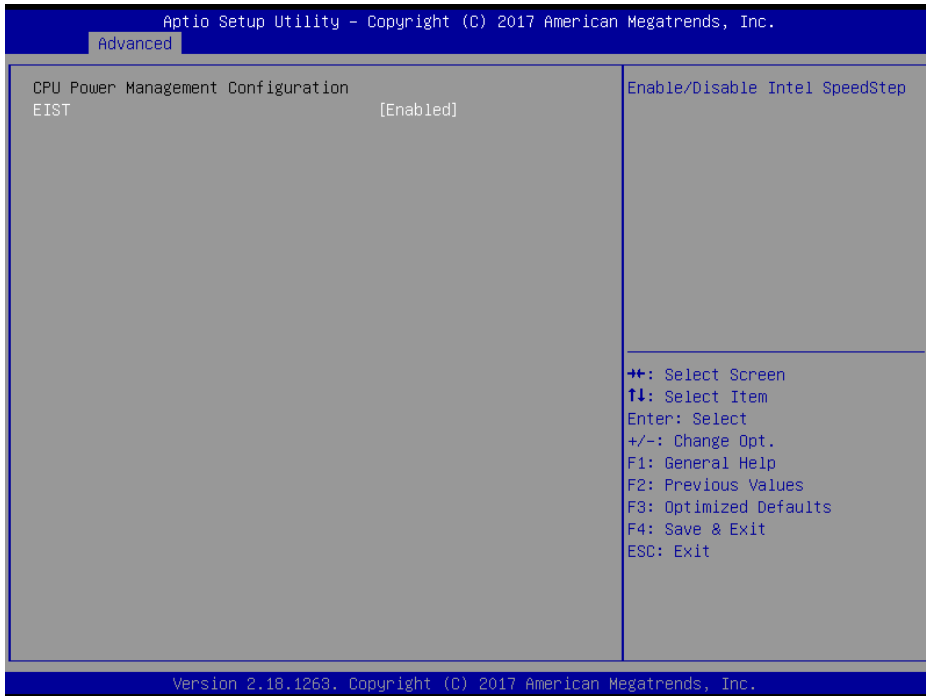 Aptio Setup Utility – Copyright (C) 2017 American Megatrends, Inc.
Advanced
CPU Power Management Configuration
EIST [Enabled]
Enable/Disable Intel SpeedStep
→←: Select Screen
↑↓: Select Item
Enter: Select
+/-: Change Opt.
F1: General Help
F2: Previous Values
F3: Optimized Defaults
F4: Save & Exit
ESC: Exit
Version 2.18.1263. Copyright (C) 2017 American Megatrends, Inc.